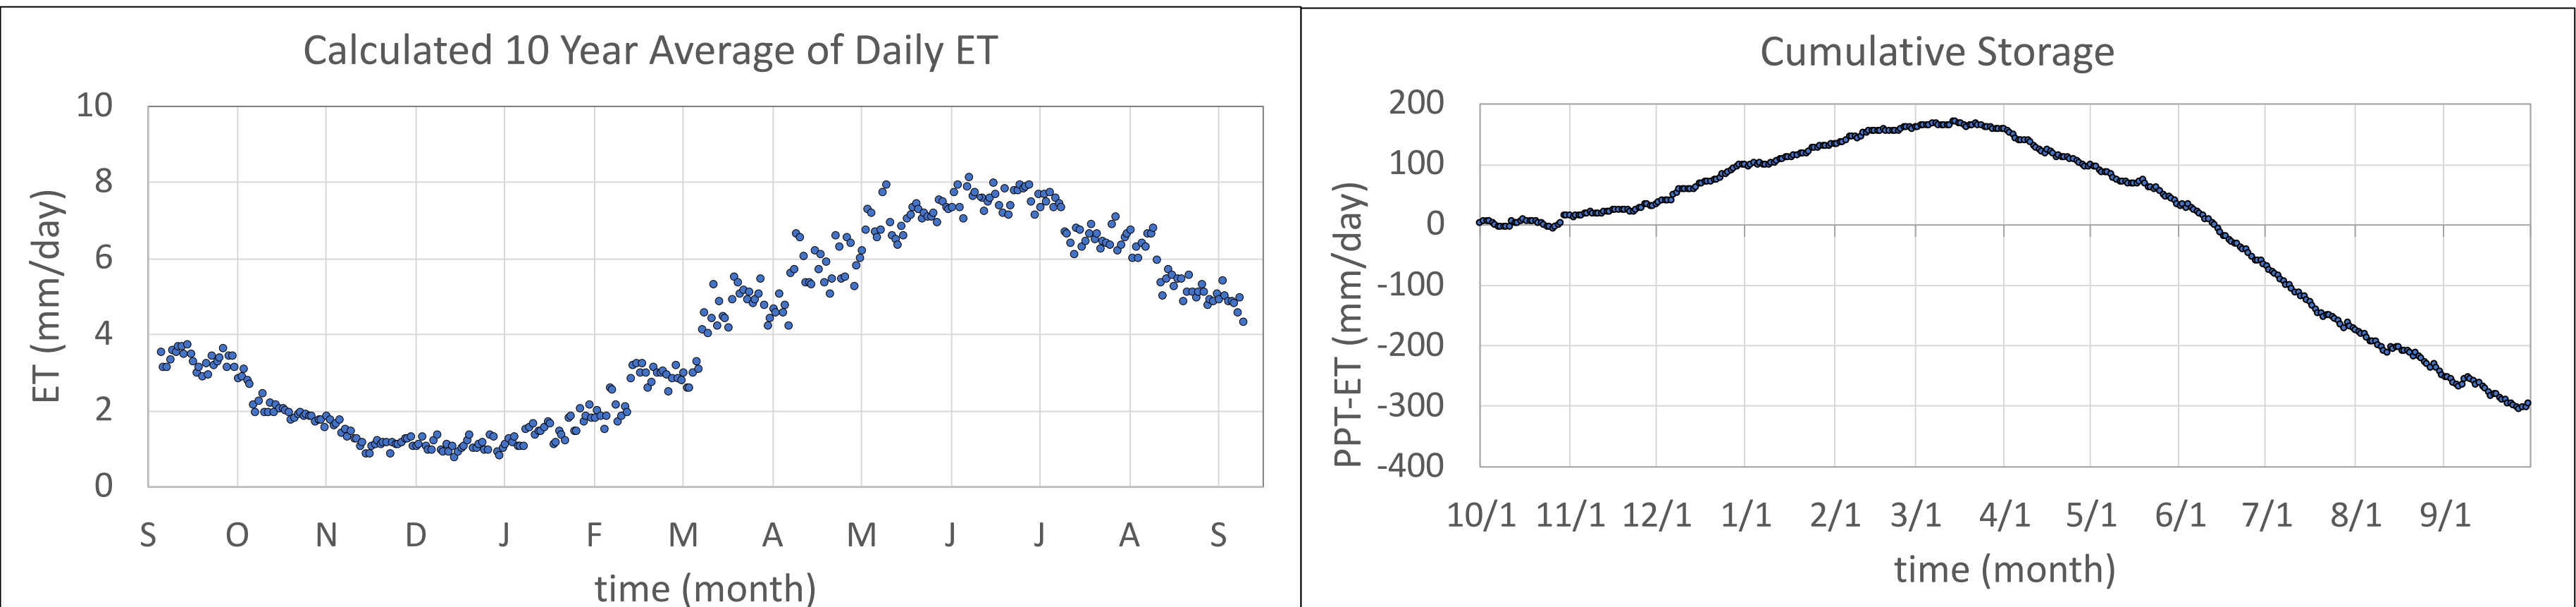 Calculated 10 Year Average of Daily ET
10
8
6
4
2
0
ET (mm/day)
S O N D J F M A M J J A S
time (month)
Cumulative Storage
200
100
0
-100
-200
-300
-400
PPT-ET (mm/day)
10/1 11/1 12/1 1/1 2/1 3/1 4/1 5/1 6/1 7/1 8/1 9/1
time (month)